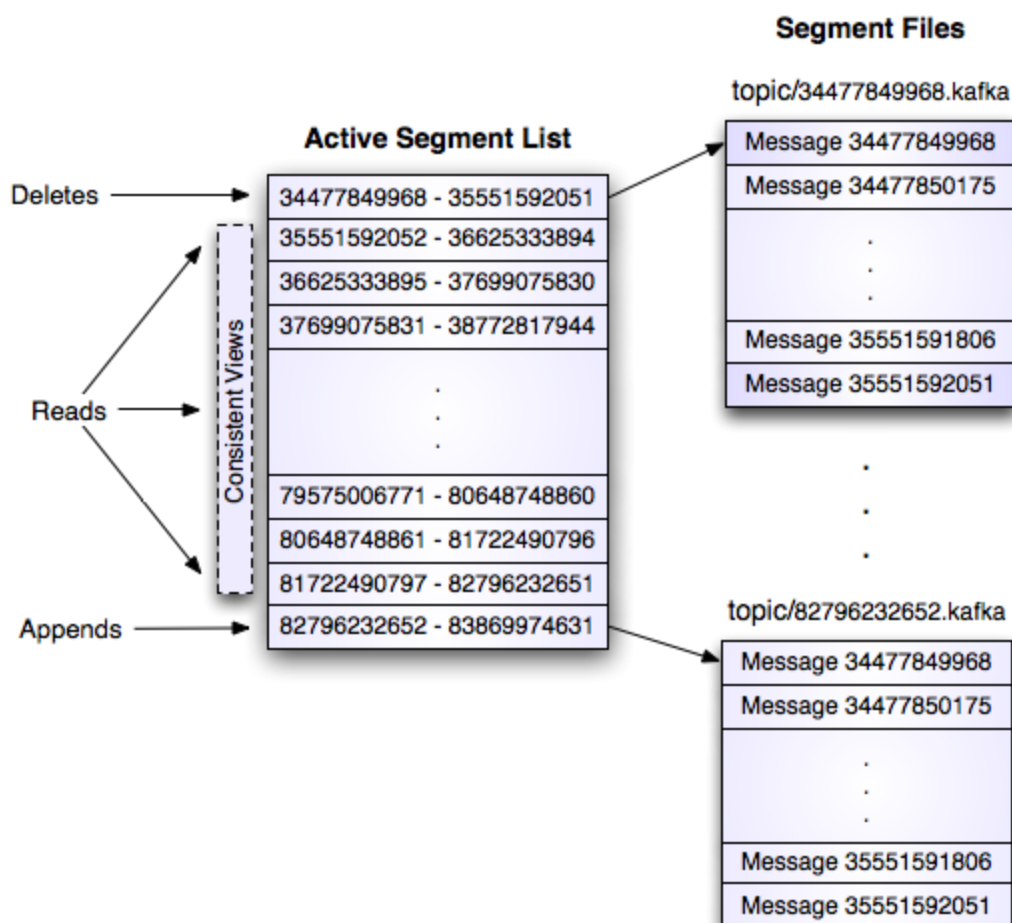 Segment Files
topic/34477849968.kafka
Message 34477849968
Message 34477850175
.
.
.
Message 35551591806
Message 35551592051
.
.
.
topic/82796232652.kafka
Message 34477849968
Message 34477850175
.
.
.
Message 35551591806
Message 35551592051
Active Segment List
34477849968 - 35551592051
35551592052 - 36625333894
36625333895 - 37699075830
37699075831 - 38772817944
.
.
.
79575006771 - 80648748860
80648748861 - 81722490796
81722490797 - 82796232651
82796232652 - 83869974631
Deletes
Reads
Appends
Consistent Views